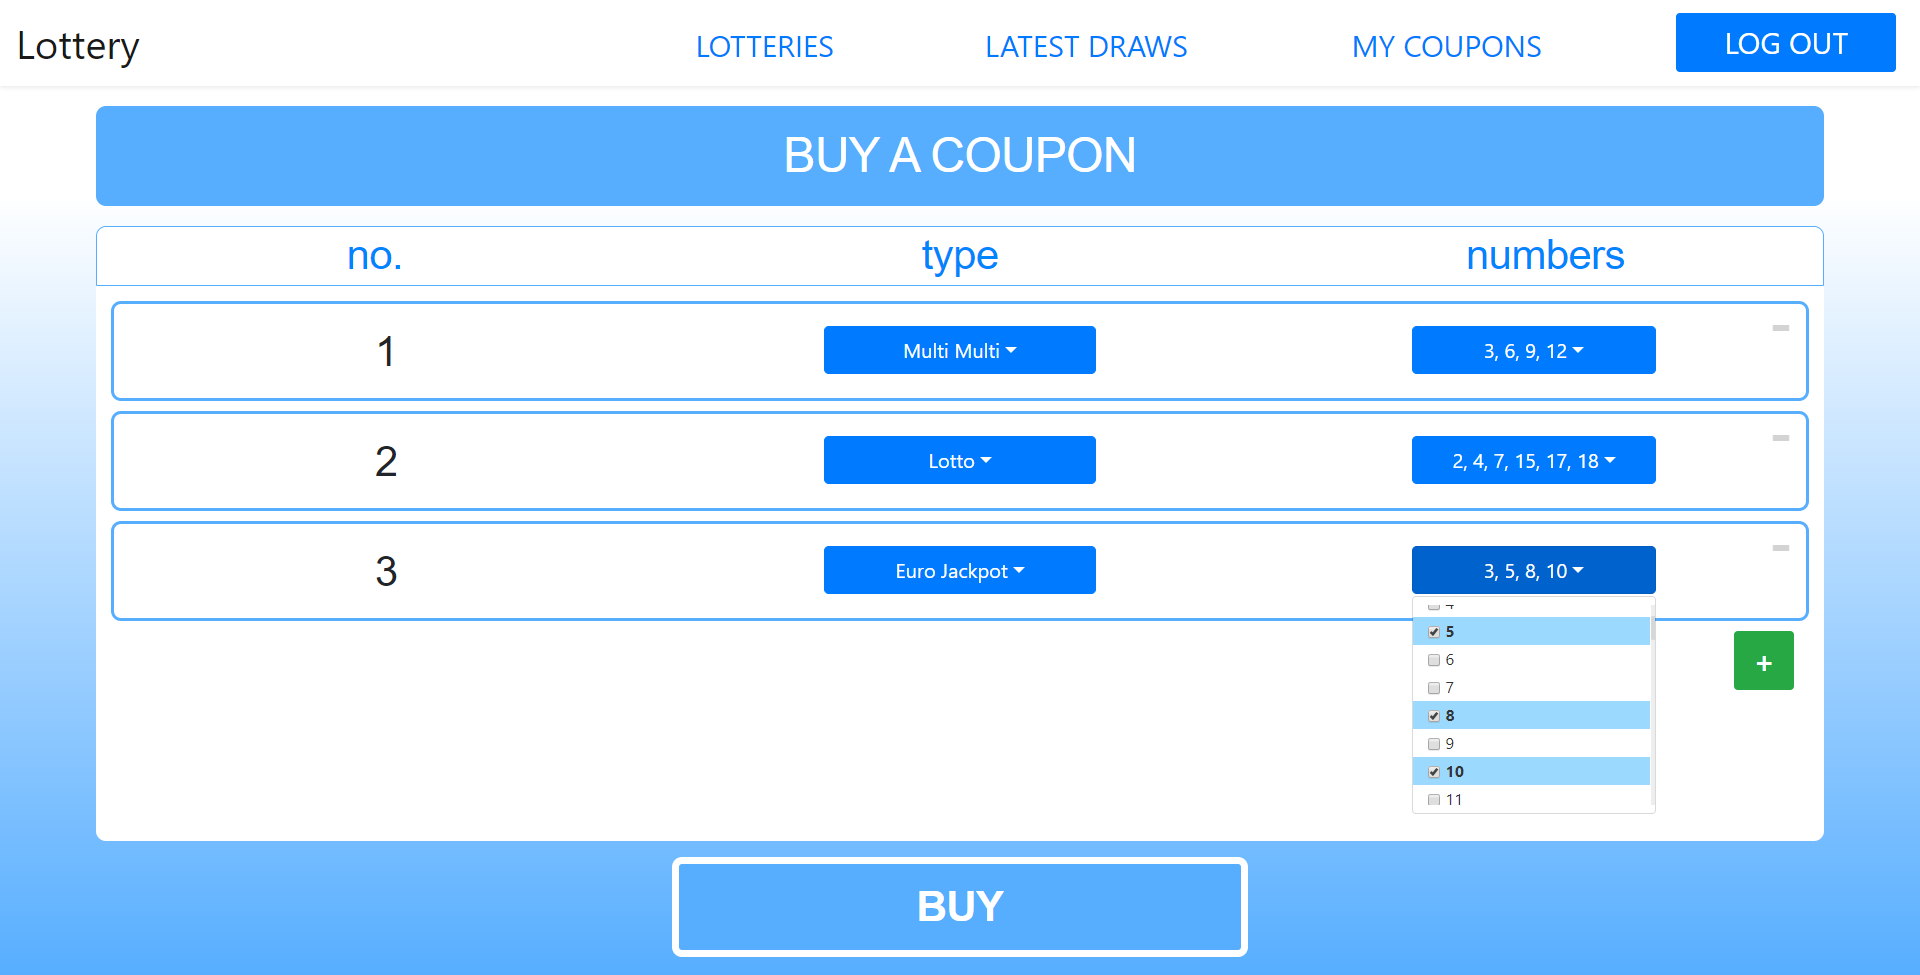 Lottery
LOTTERIES
LATEST DRAWS
MY COUPONS
LOG OUT
BUY A COUPON
no.
type
numbers
1
Multi Multi
3, 6, 9, 12
2
Lotto
2, 4, 7, 15, 17, 18
3
Euro Jackpot
3, 5, 8, 10
4
5
6
7
8
9
10
11
+
BUY